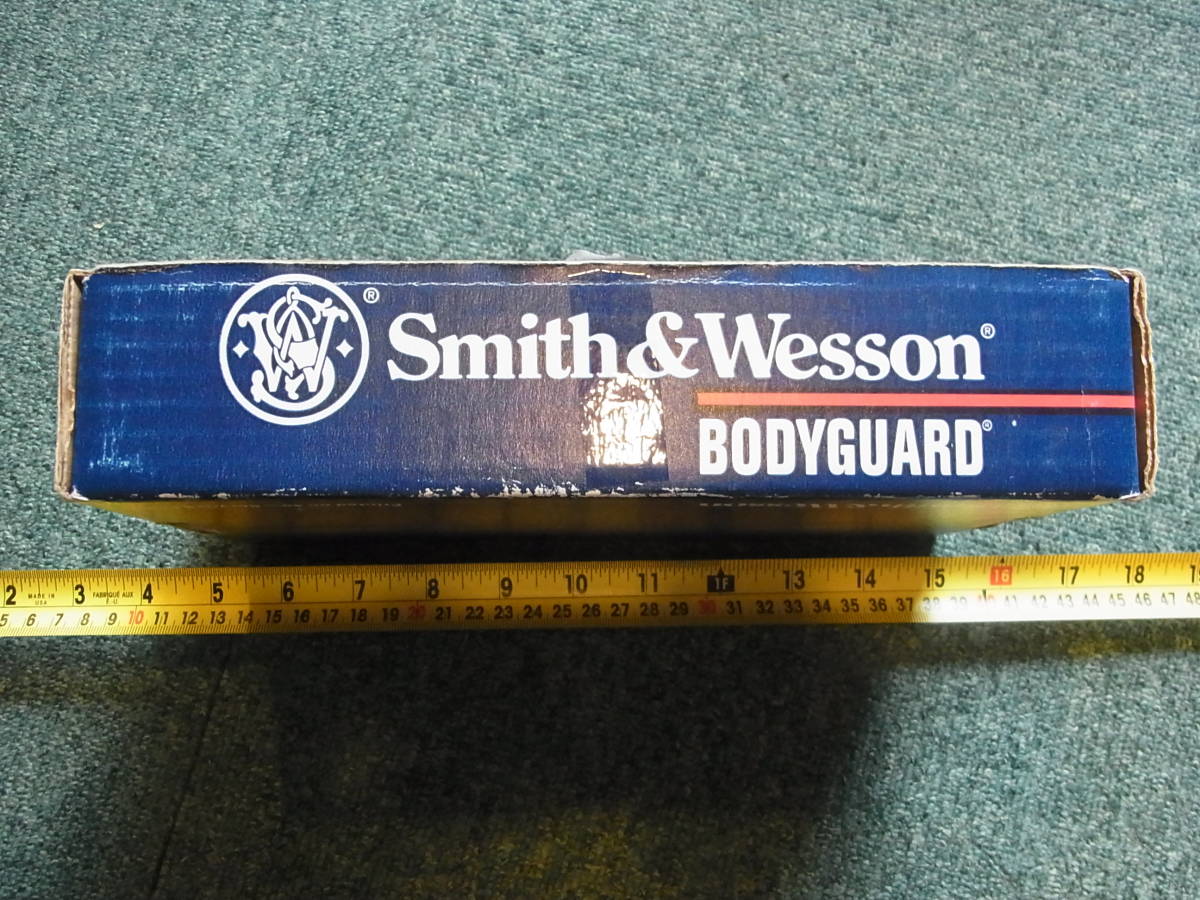 ® Smith & Wesson®
BODYGUARD®
2 3 4 5 6 7 8 9 10 11 1F 13 14 15 16 17 18
MADE IN
USA
FABRIQUÉ AUX
É.-U.
5 6 7 8 9 10 11 12 13 14 15 16 17 18 19 20 21 22 23 24 25 26 27 28 29 30 31 32 33 34 35 36 37 38 39 40 41 42 43 44 45 46 47 48